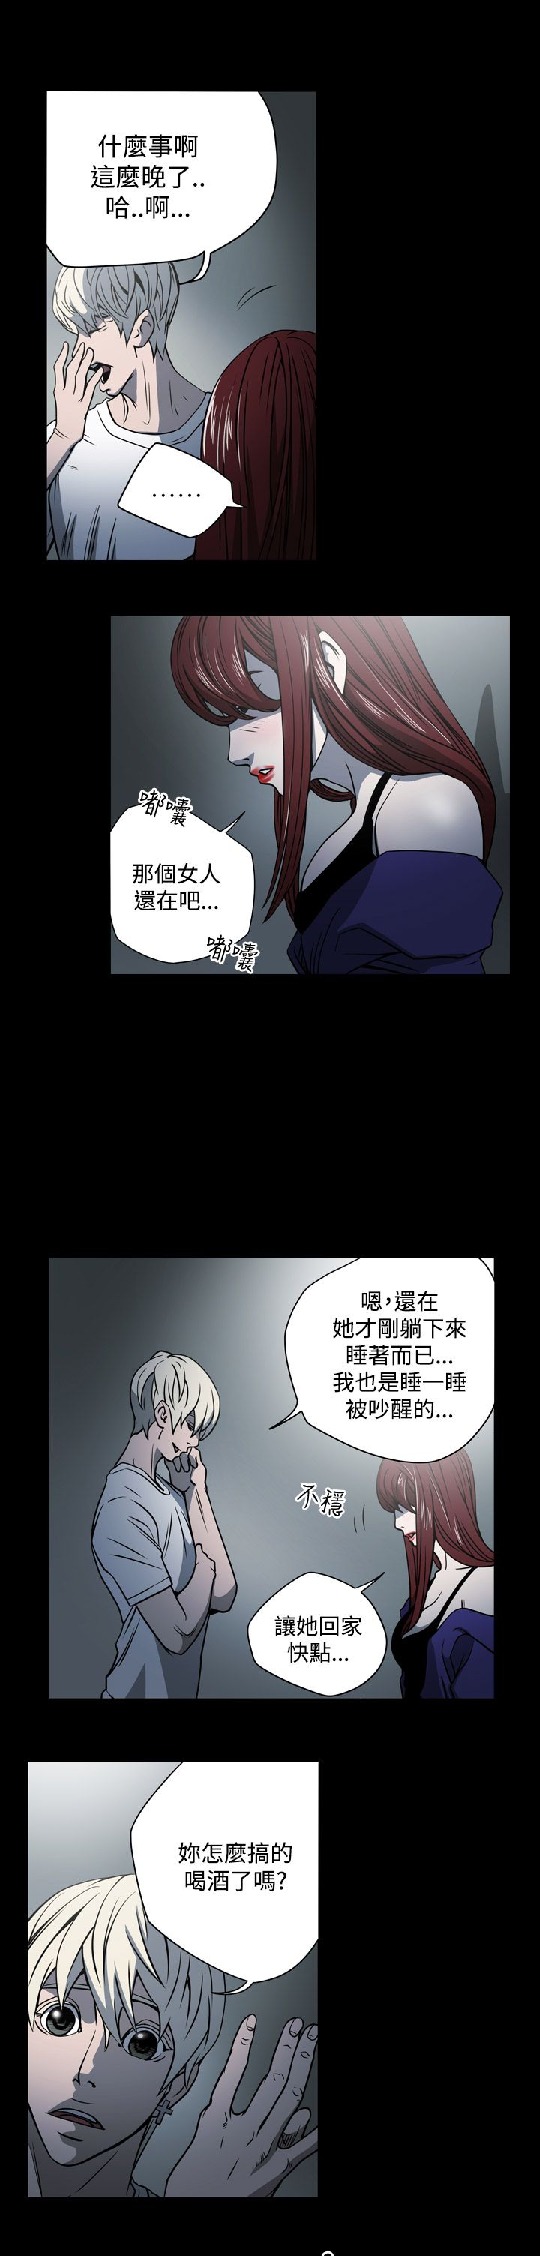 什麼事啊
這麼晚了..
哈..啊...
......
嘟囔
那個女人
還在吧...
嘟囔
嗯,還在
她才剛躺下來
睡著而已...
我也是睡一睡
被吵醒的...
不穩
讓她回家
快點...
妳怎麼搞的
喝酒了嗎?